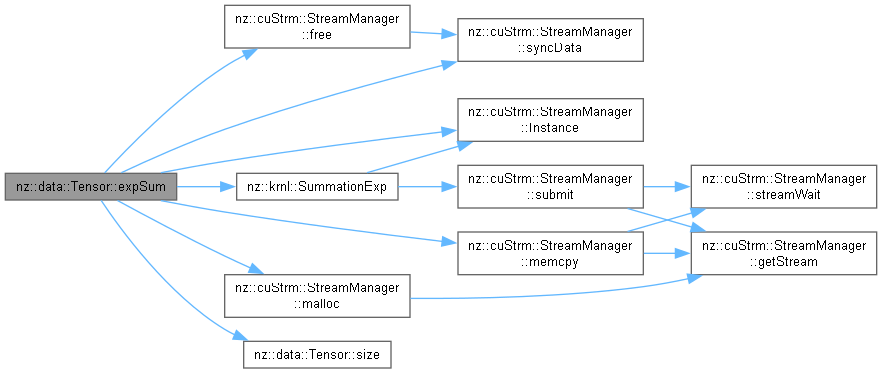 nz::data::Tensor::expSum
nz::cuStrm::StreamManager
::free
nz::cuStrm::StreamManager
::syncData
nz::cuStrm::StreamManager
::Instance
nz::krnl::SummationExp
nz::cuStrm::StreamManager
::submit
nz::cuStrm::StreamManager
::streamWait
nz::cuStrm::StreamManager
::memcpy
nz::cuStrm::StreamManager
::getStream
nz::cuStrm::StreamManager
::malloc
nz::data::Tensor::size